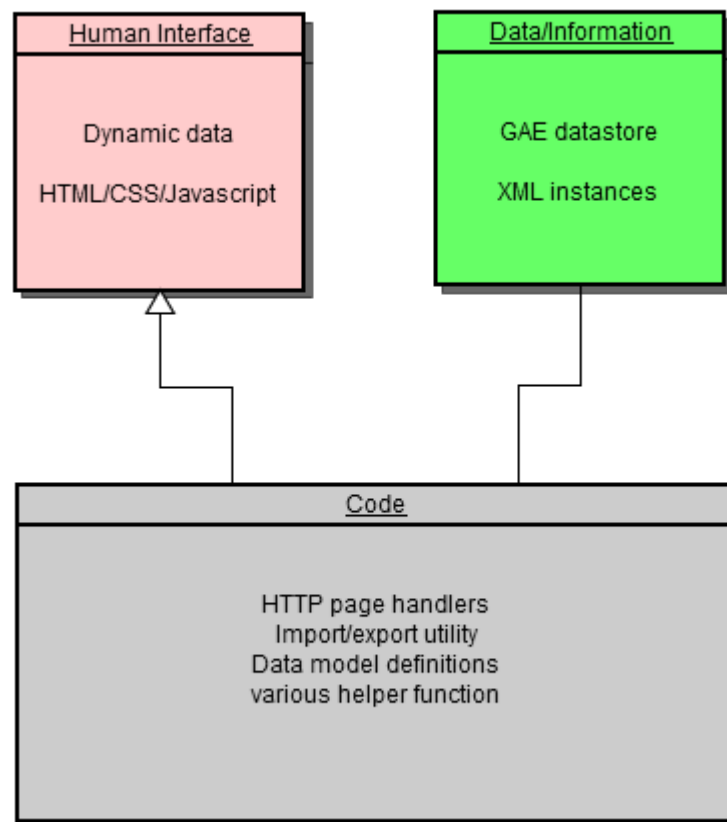 Human Interface
Dynamic data
HTML/CSS/Javascript
Data/Information
GAE datastore
XML instances
Code
HTTP page handlers
Import/export utility
Data model definitions
various helper function